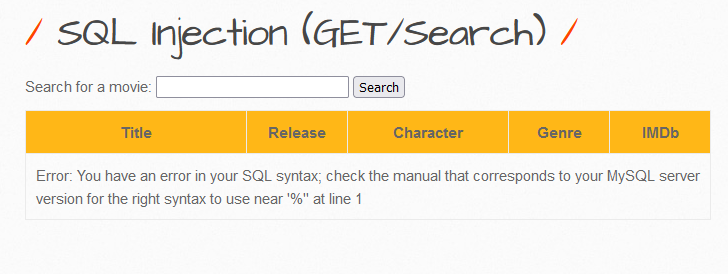 / SQL Injection (GET/Search) /
Search for a movie: Search
Title Release Character Genre IMDb
Error: You have an error in your SQL syntax; check the manual that corresponds to your MySQL server
version for the right syntax to use near '%'' at line 1